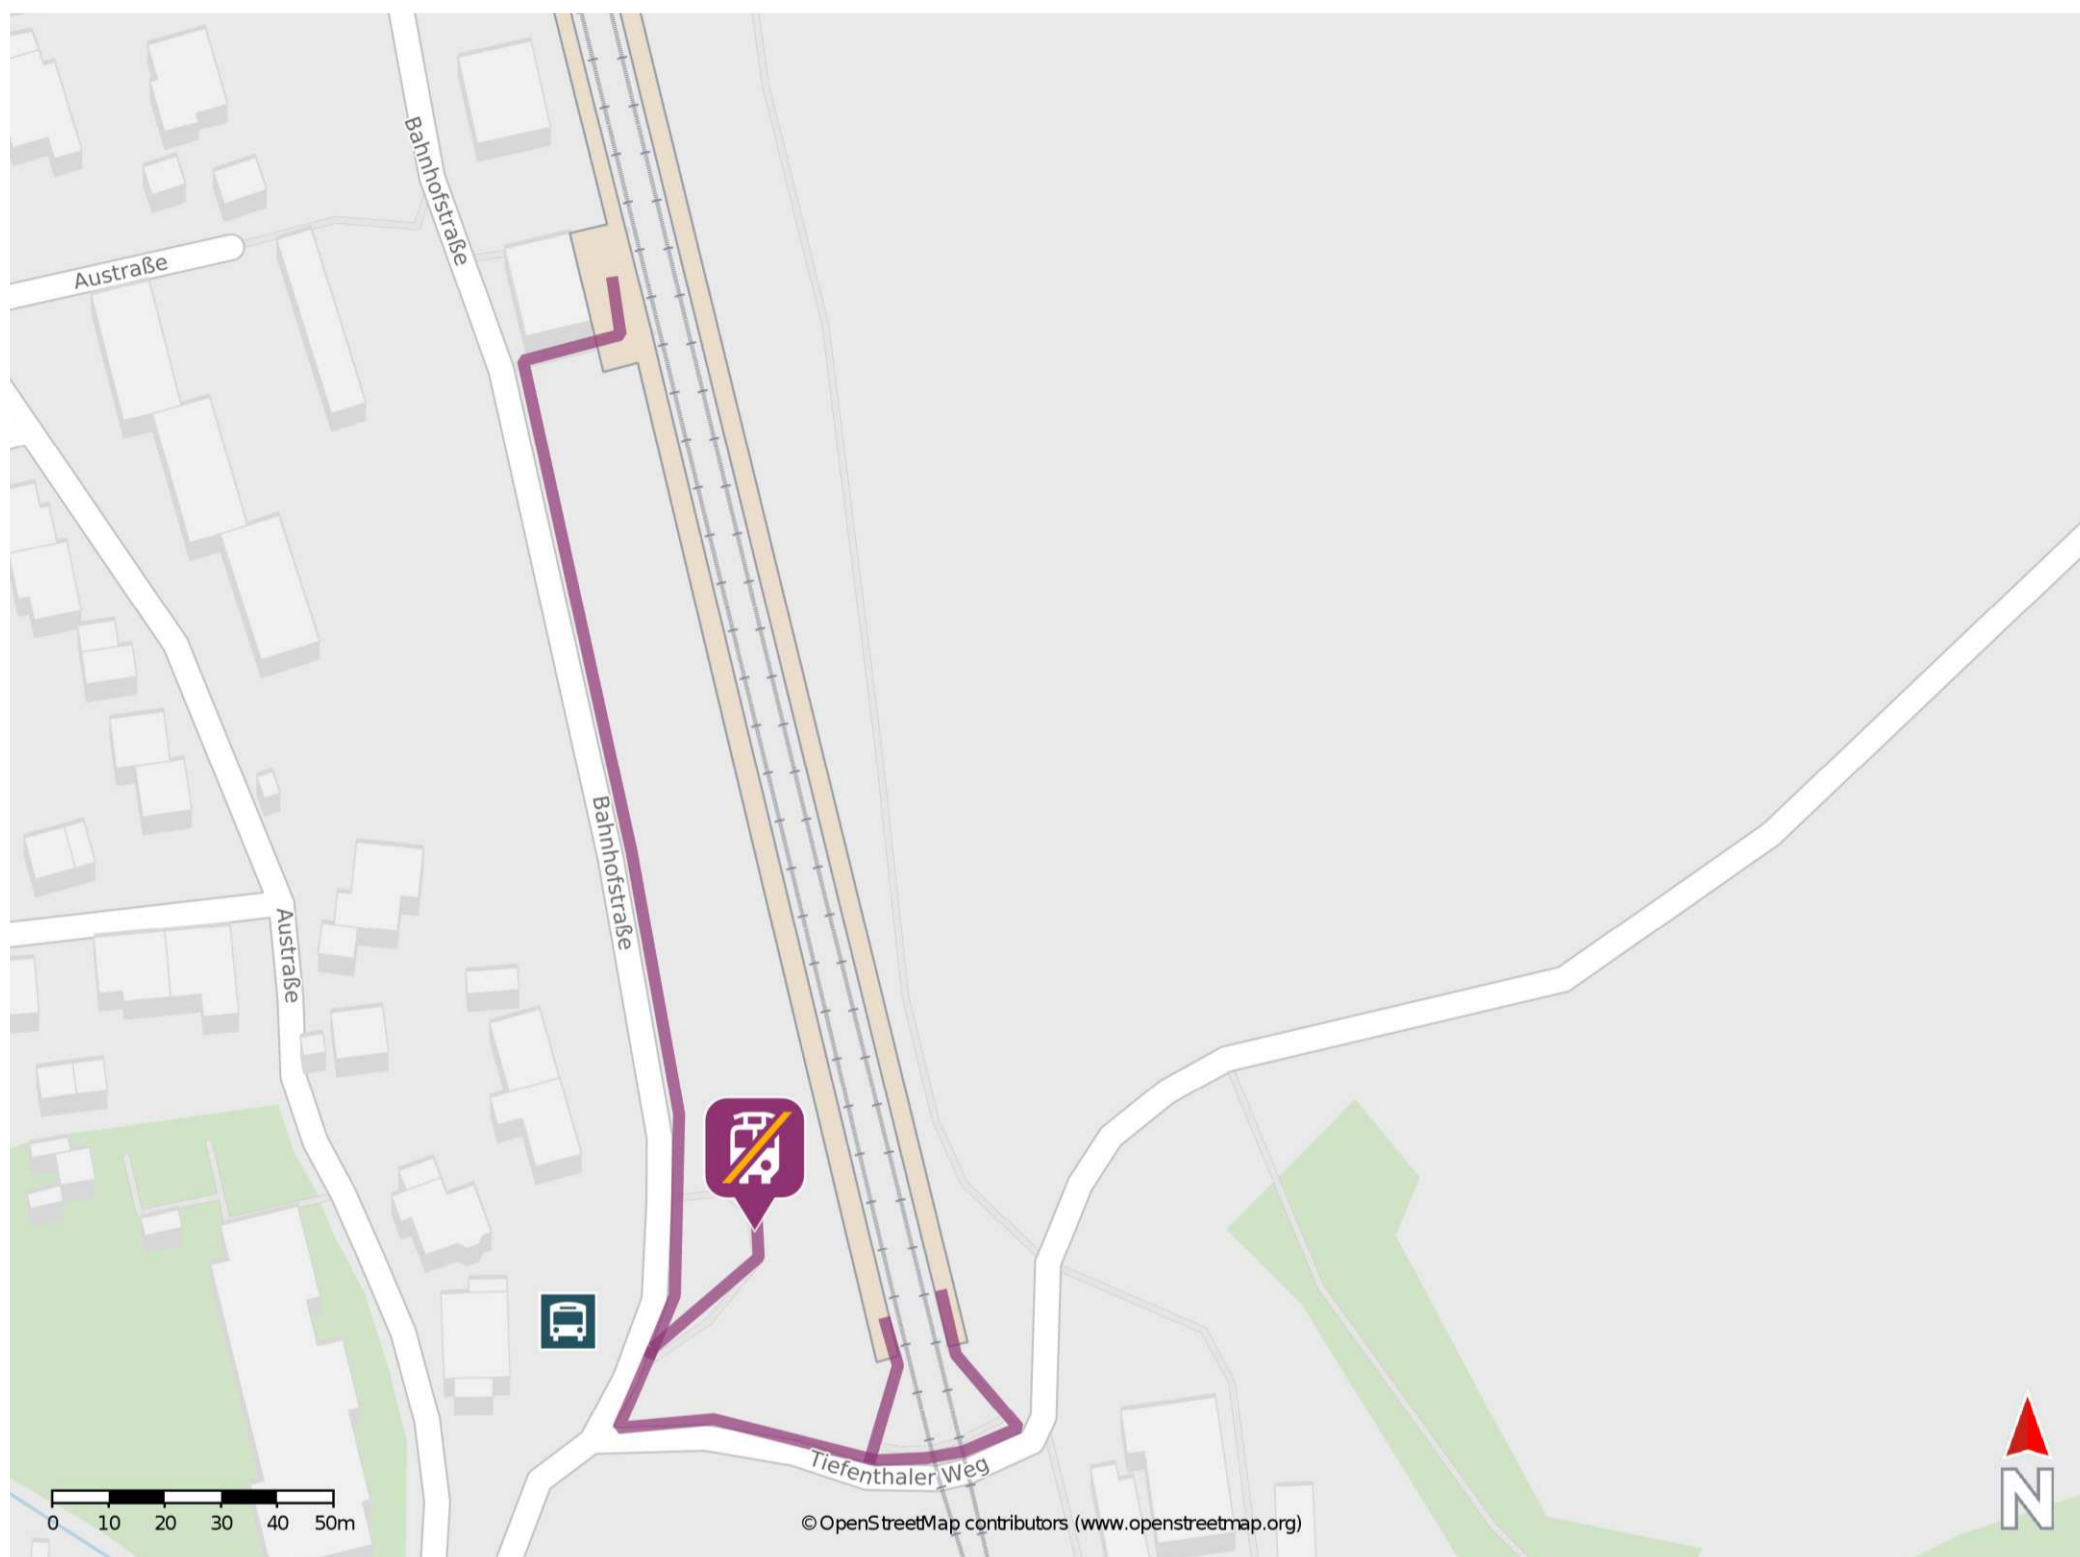 Bahnhofstraße
Austraße
Bahnhofstraße
Austraße
Tiefenthaler Weg
0 10 20 30 40 50m
© OpenStreetMap contributors (www.openstreetmap.org)
N